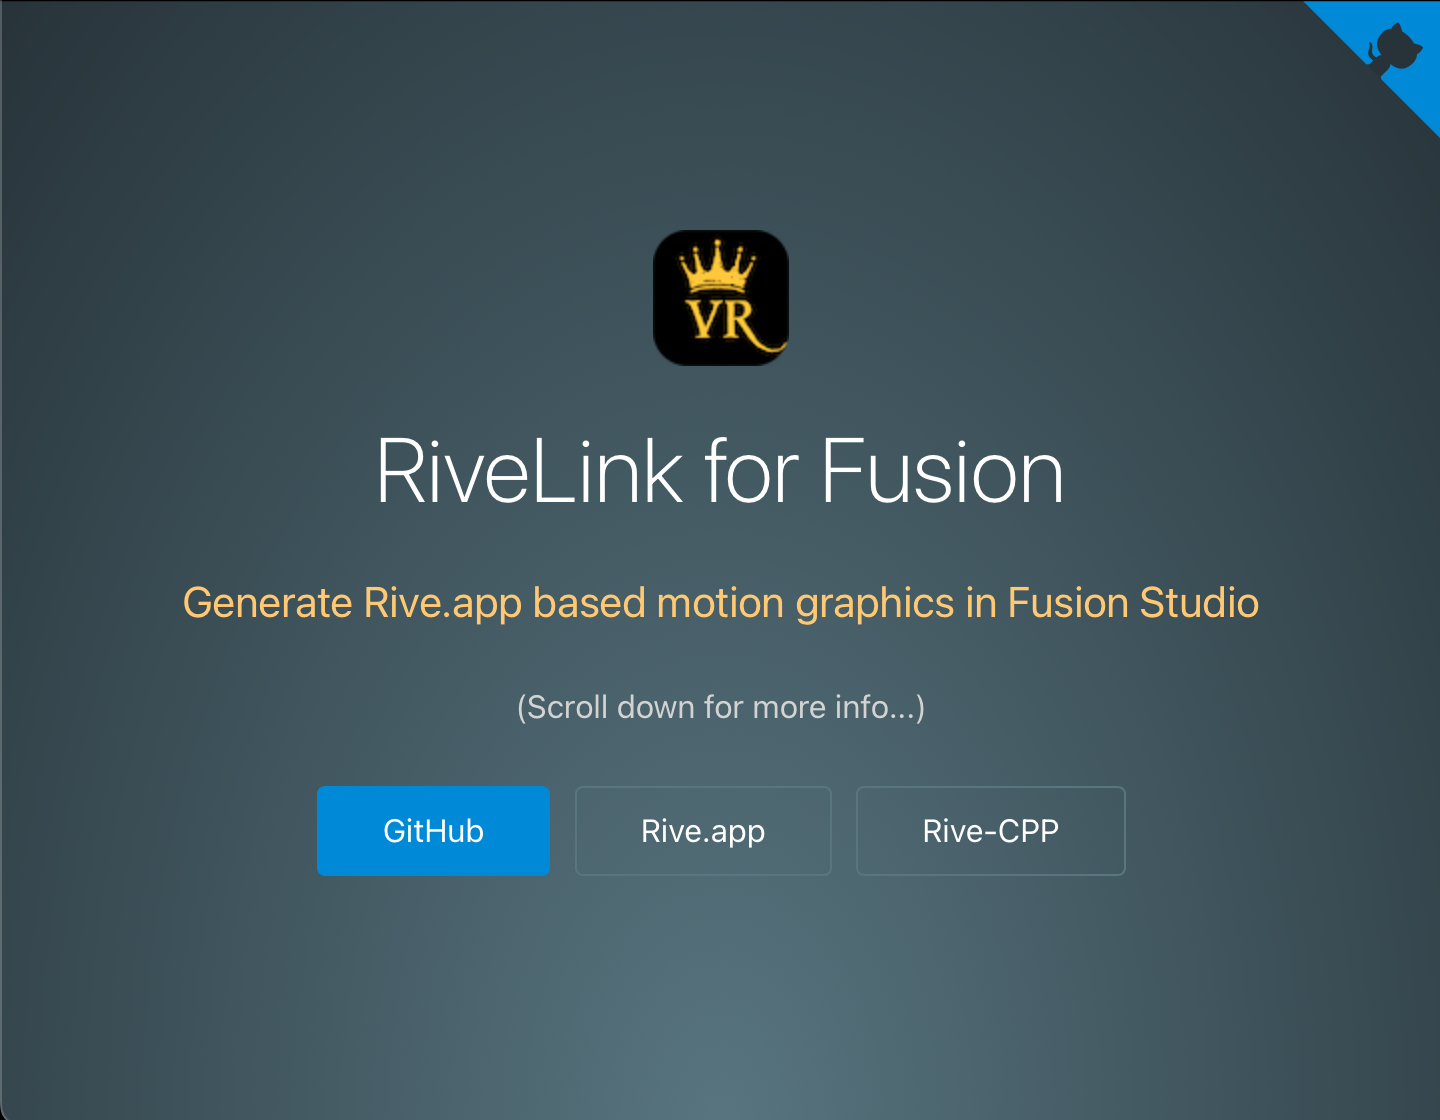 VR
RiveLink for Fusion
Generate Rive.app based motion graphics in Fusion Studio
(Scroll down for more info...)
GitHub
Rive.app
Rive-CPP